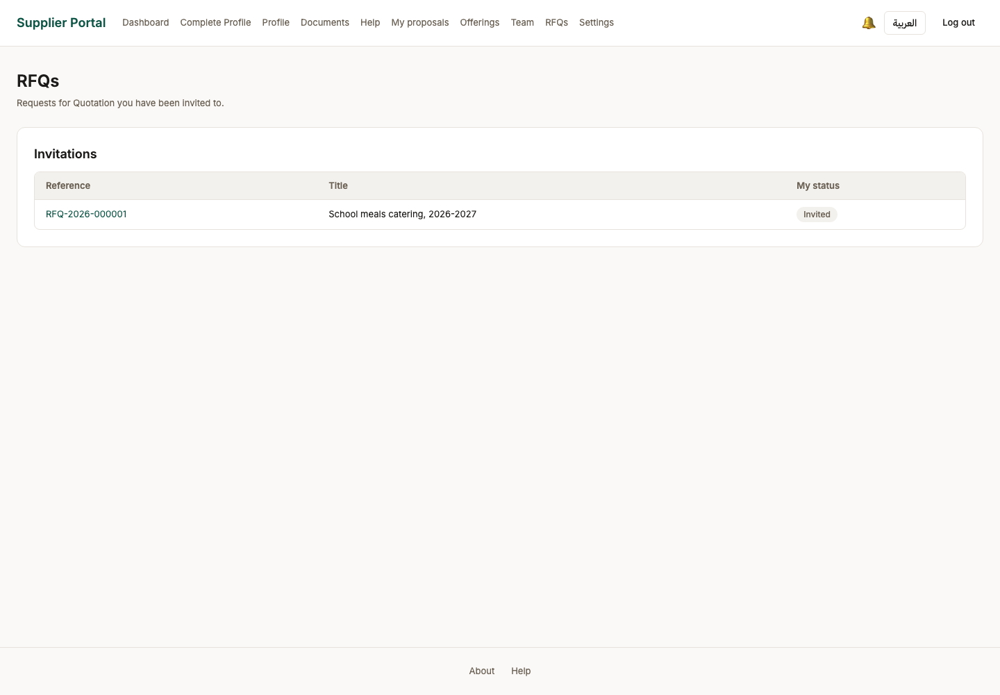 Supplier Portal Dashboard Complete Profile Profile Documents Help My proposals Offerings Team RFQs Settings العربية Log out
RFQs
Requests for Quotation you have been invited to.
Invitations
Reference Title My status
RFQ-2026-000001 School meals catering, 2026-2027 Invited
About Help